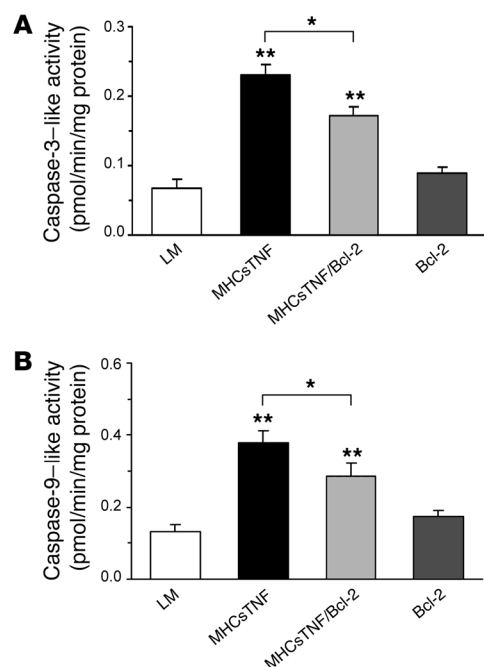 A
Caspase-3–like activity
(pmol/min/mg protein)
0.3
0.2
0.1
0.0
*
**
**
LM
MHCsTNF
MHCsTNF/Bcl-2
Bcl-2
B
Caspase-9–like activity
(pmol/min/mg protein)
0.6
0.4
0.2
0.0
*
**
**
LM
MHCsTNF
MHCsTNF/Bcl-2
Bcl-2